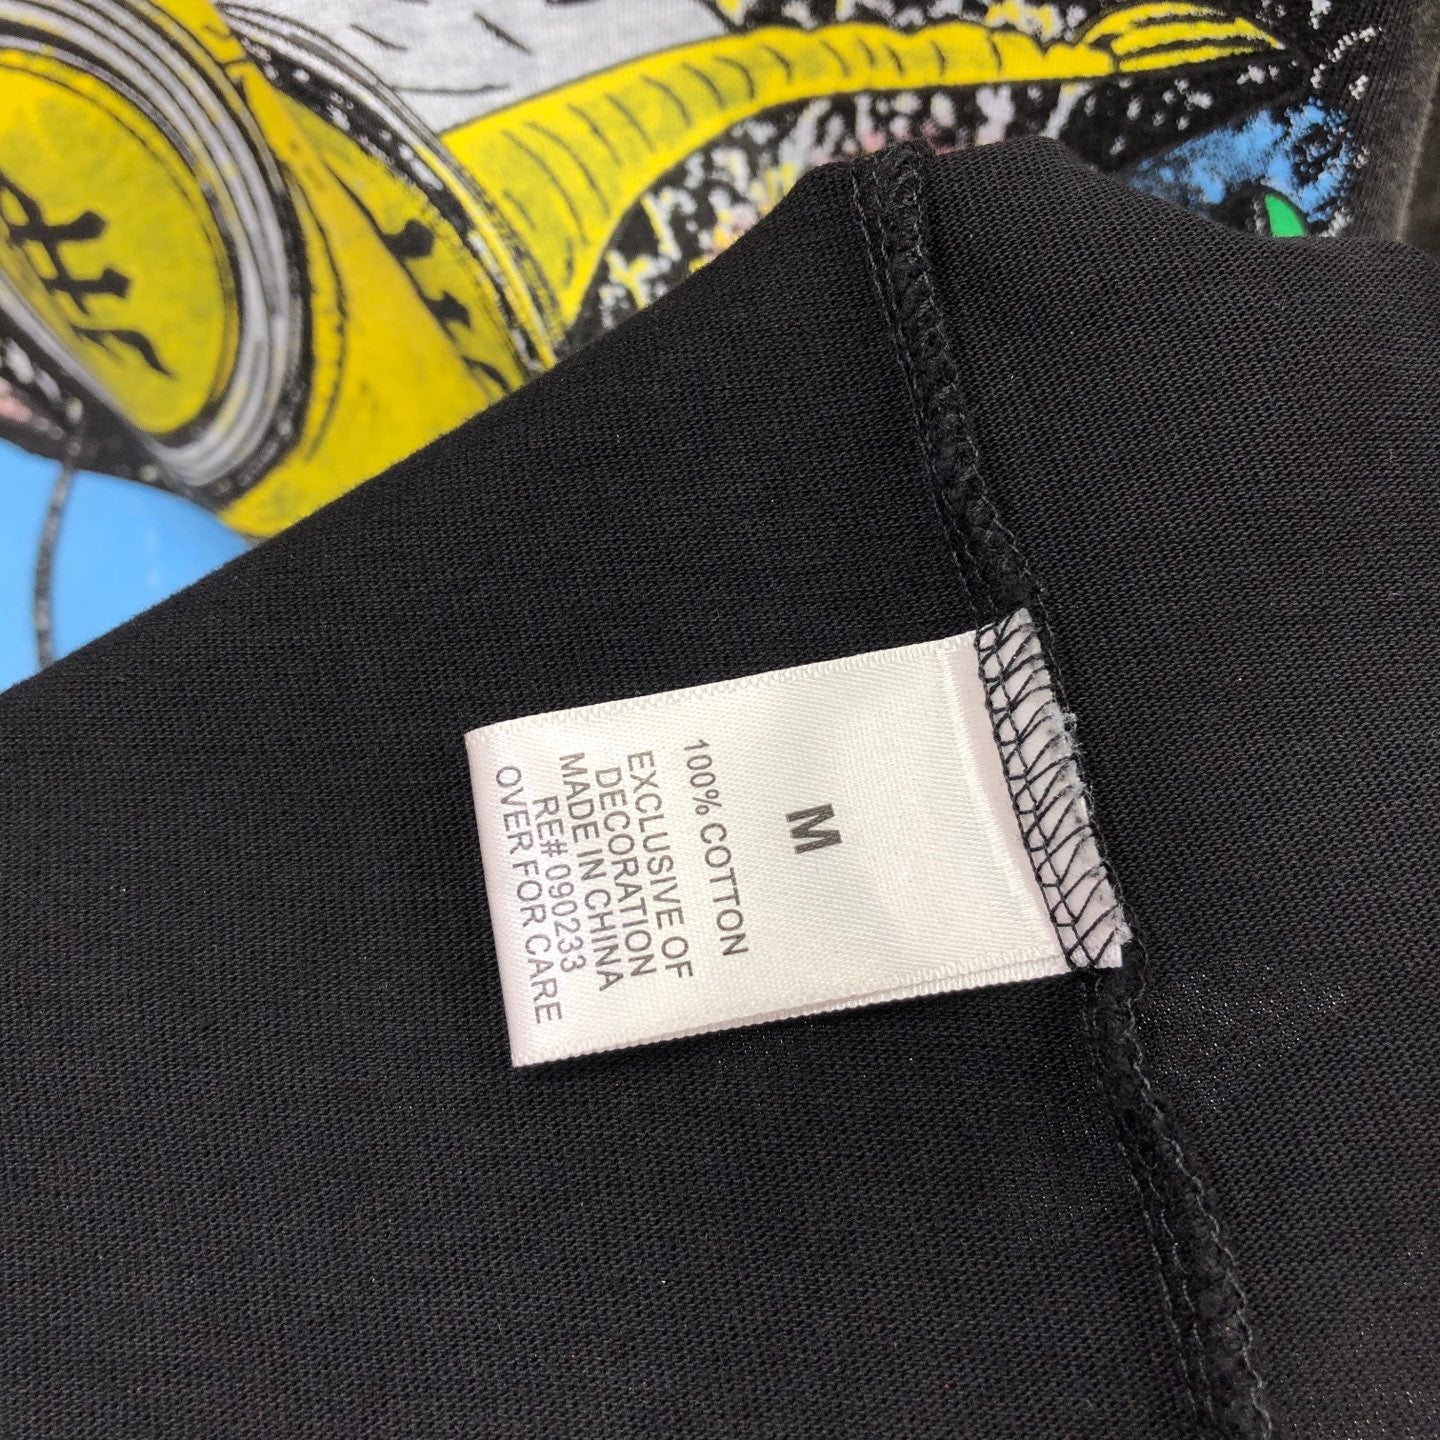 M
100% COTTON
EXCLUSIVE OF
DECORATION
MADE IN CHINA
RE# 090233
OVER FOR CARE